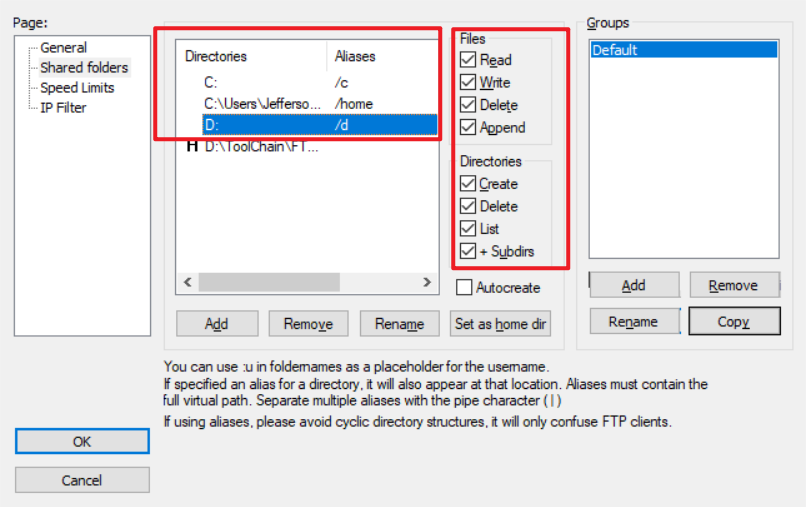 Page:
General
Shared folders
Speed Limits
IP Filter
Directories Aliases
C: /c
C:\Users\Jefferso... /home
D: /d
H D:\ToolChain\FT...
Add Remove Rename
Files
Read
Write
Delete
Append
Directories
Create
Delete
List
+ Subdirs
Autocreate
Set as home dir
Groups
Default
Add Remove
Rename Copy
You can use :u in foldernames as a placeholder for the username.
If specified an alias for a directory, it will also appear at that location. Aliases must contain the
full virtual path. Separate multiple aliases with the pipe character ( | )
If using aliases, please avoid cyclic directory structures, it will only confuse FTP clients.
OK
Cancel